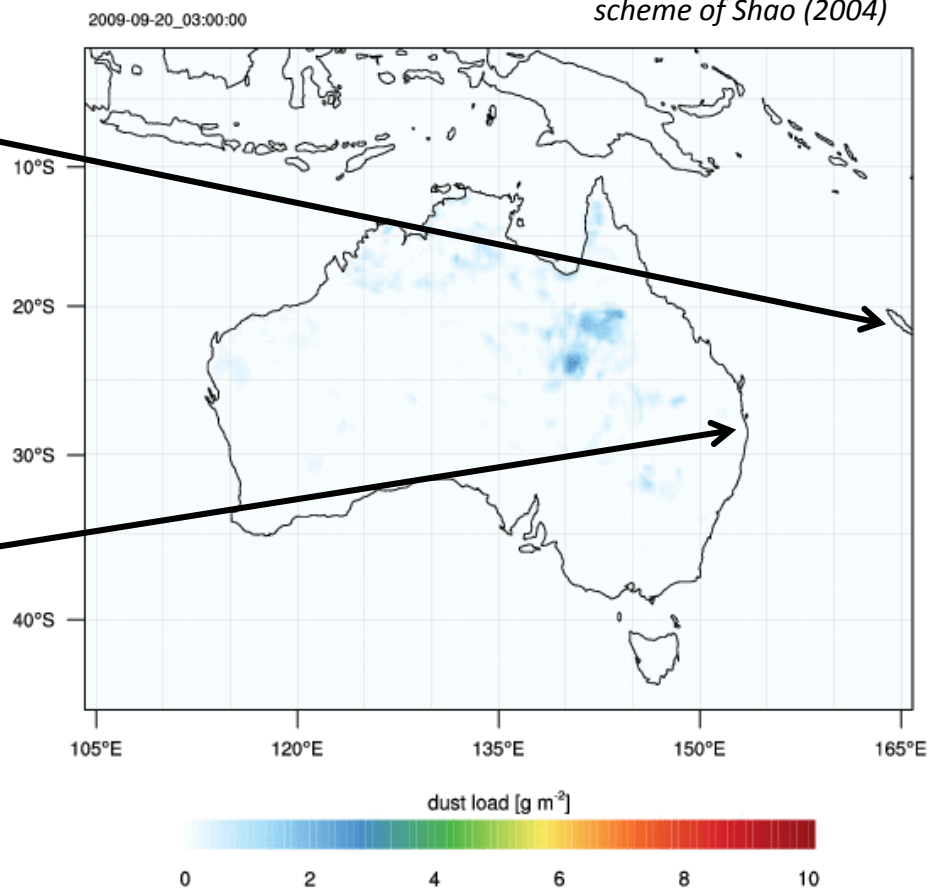 scheme of Shao (2004)
2009-09-20_03:00:00
10°S
20°S
30°S
40°S
105°E 120°E 135°E 150°E 165°E
dust load [g m⁻²]
0 2 4 6 8 10